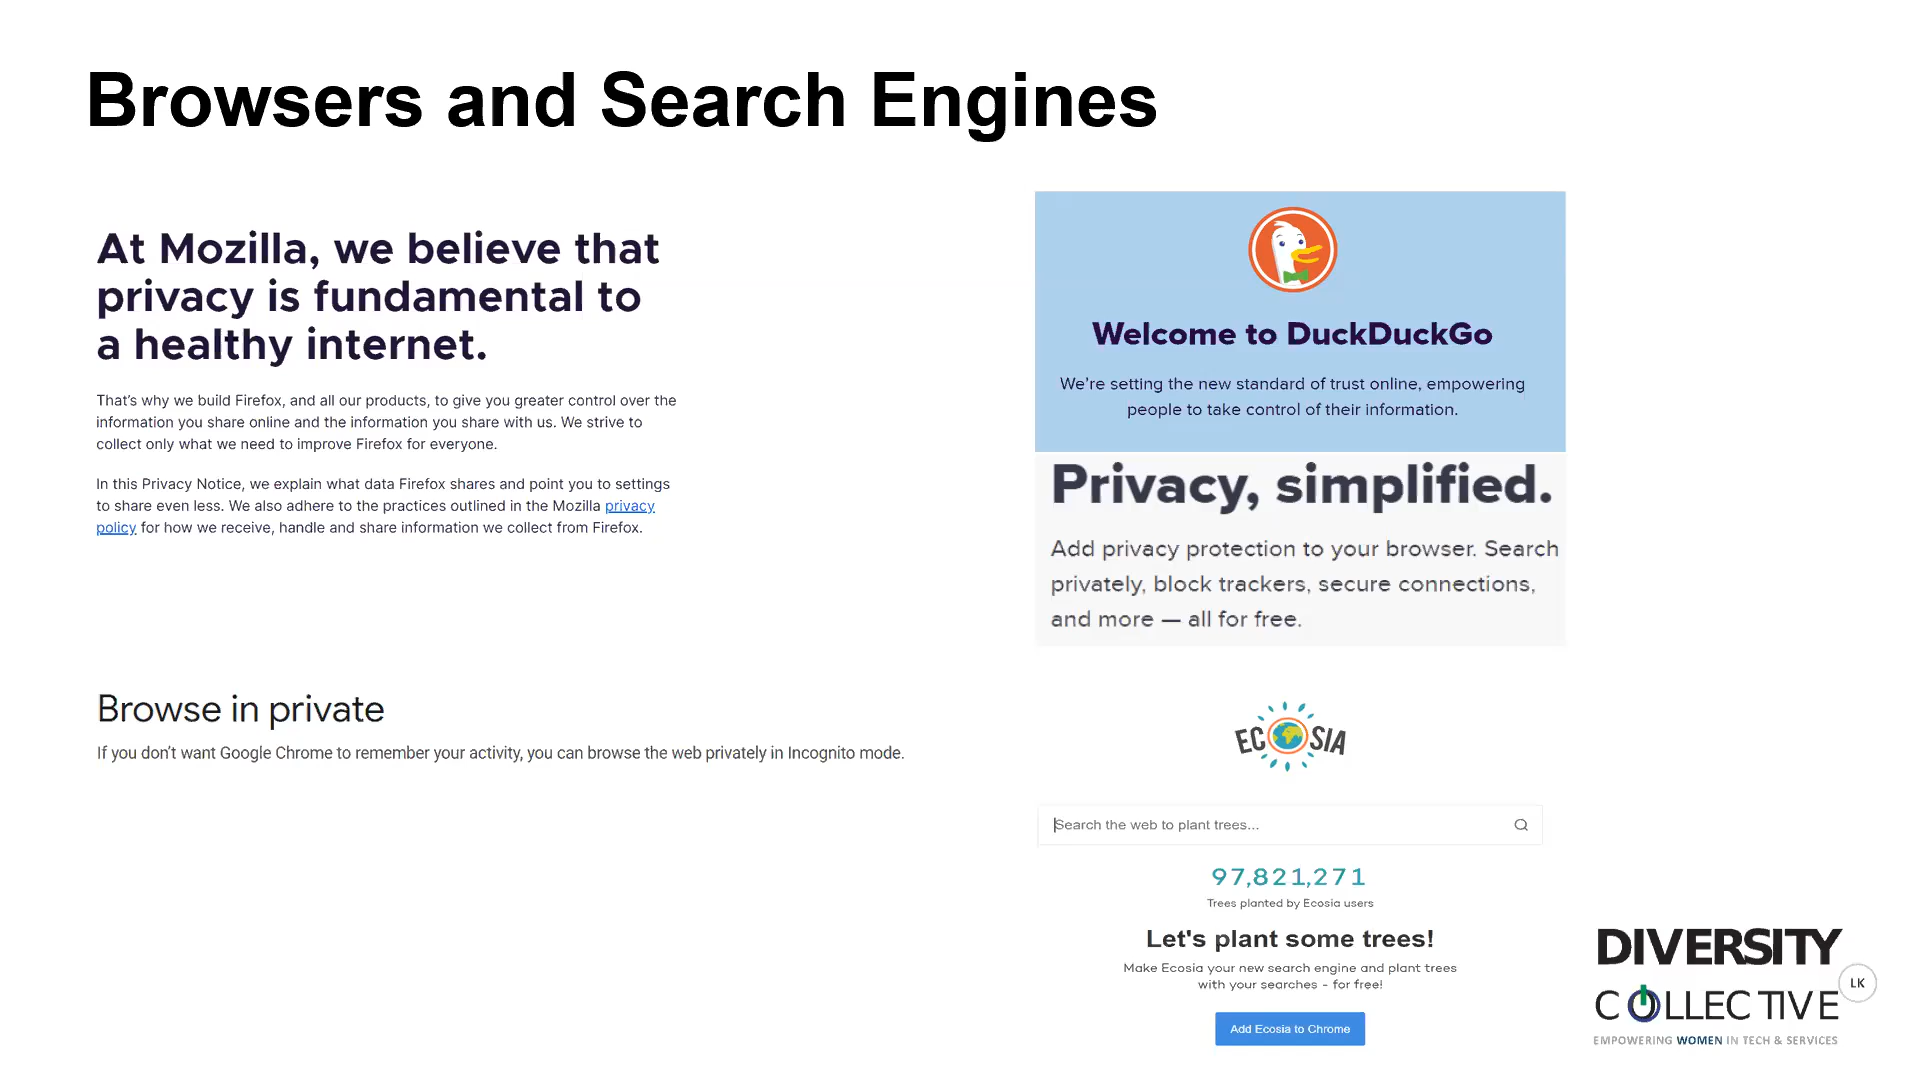 Browsers and Search Engines
At Mozilla, we believe that
privacy is fundamental to
a healthy internet.
That's why we build Firefox, and all our products, to give you greater control over the
information you share online and the information you share with us. We strive to
collect only what we need to improve Firefox for everyone.
In this Privacy Notice, we explain what data Firefox shares and point you to settings
to share even less. We also adhere to the practices outlined in the Mozilla privacy
policy for how we receive, handle and share information we collect from Firefox.
Browse in private
If you don't want Google Chrome to remember your activity, you can browse the web privately in Incognito mode.
Welcome to DuckDuckGo
We're setting the new standard of trust online, empowering
people to take control of their information.
Privacy, simplified.
Add privacy protection to your browser. Search
privately, block trackers, secure connections,
and more — all for free.
ECOSIA
Search the web to plant trees...
97,821,271
Trees planted by Ecosia users
Let's plant some trees!
Make Ecosia your new search engine and plant trees
with your searches - for free!
Add Ecosia to Chrome
DIVERSITY
COLLECTIVE
LK
EMPOWERING WOMEN IN TECH & SERVICES